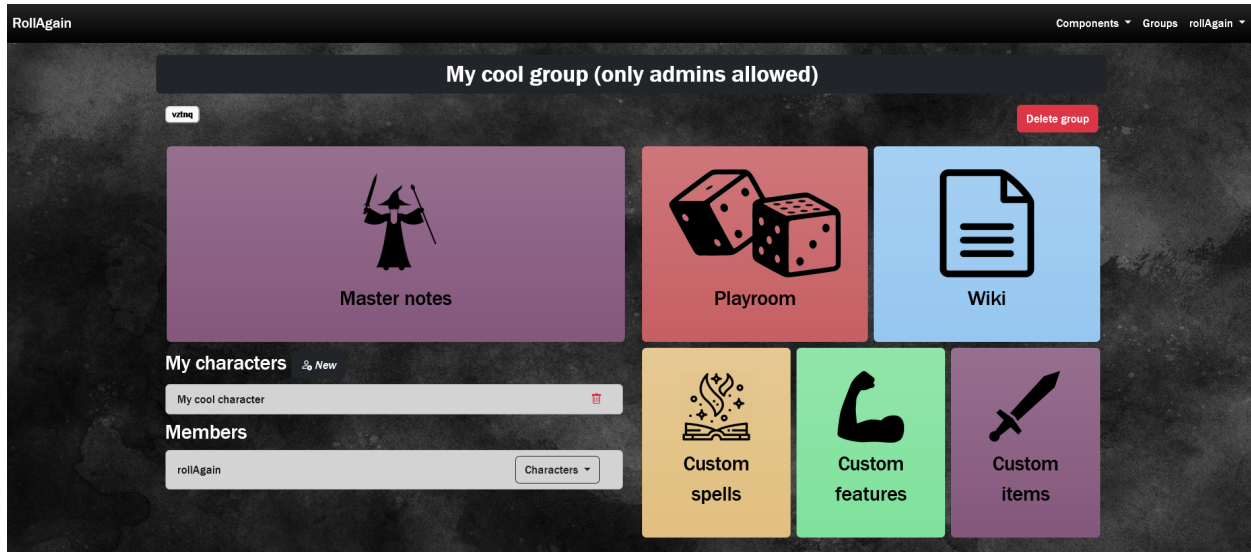 RollAgain
Components
Groups
rollAgain
My cool group (only admins allowed)
vztnq
Delete group
Master notes
Playroom
Wiki
My characters
New
My cool character
Members
rollAgain
Characters
Custom
spells
Custom
features
Custom
items